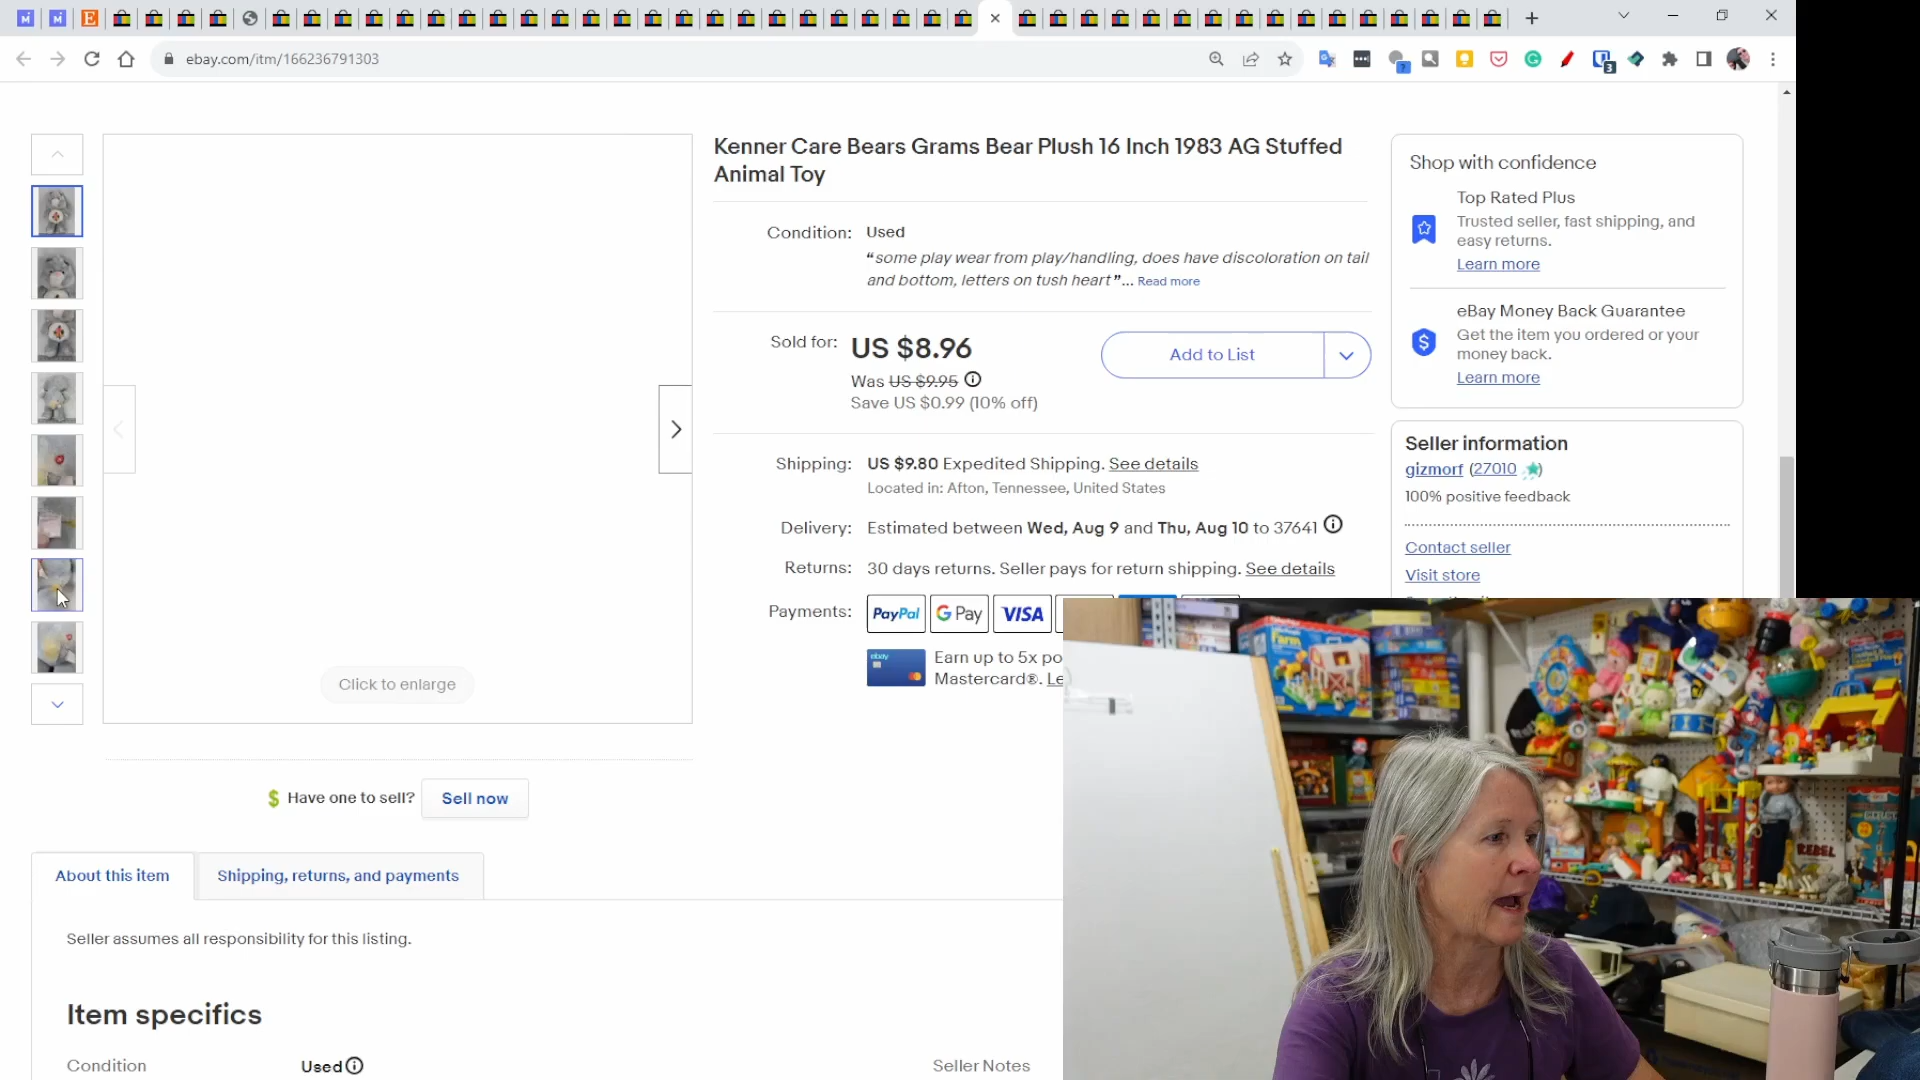 ebay.com/itm/166236791303
Kenner Care Bears Grams Bear Plush 16 Inch 1983 AG Stuffed
Animal Toy
Condition: Used
“some play wear from play/handling, does have discoloration on tail
and bottom, letters on tush heart”... Read more
Sold for: US $8.96
Was US $9.95
Save US $0.99 (10% off)
Add to List
Shipping: US $9.80 Expedited Shipping. See details
Located in: Afton, Tennessee, United States
Delivery: Estimated between Wed, Aug 9 and Thu, Aug 10 to 37641
Returns: 30 days returns. Seller pays for return shipping. See details
Payments: PayPal G Pay VISA
ebay
Earn up to 5x po
Mastercard®. Le
Shop with confidence
Top Rated Plus
Trusted seller, fast shipping, and
easy returns.
Learn more
eBay Money Back Guarantee
Get the item you ordered or your
money back.
Learn more
Seller information
gizmorf (27010)
100% positive feedback
Contact seller
Visit store
Click to enlarge
$ Have one to sell? Sell now
About this item
Shipping, returns, and payments
Seller assumes all responsibility for this listing.
Item specifics
Condition
Used
Seller Notes
Farm
REBEL